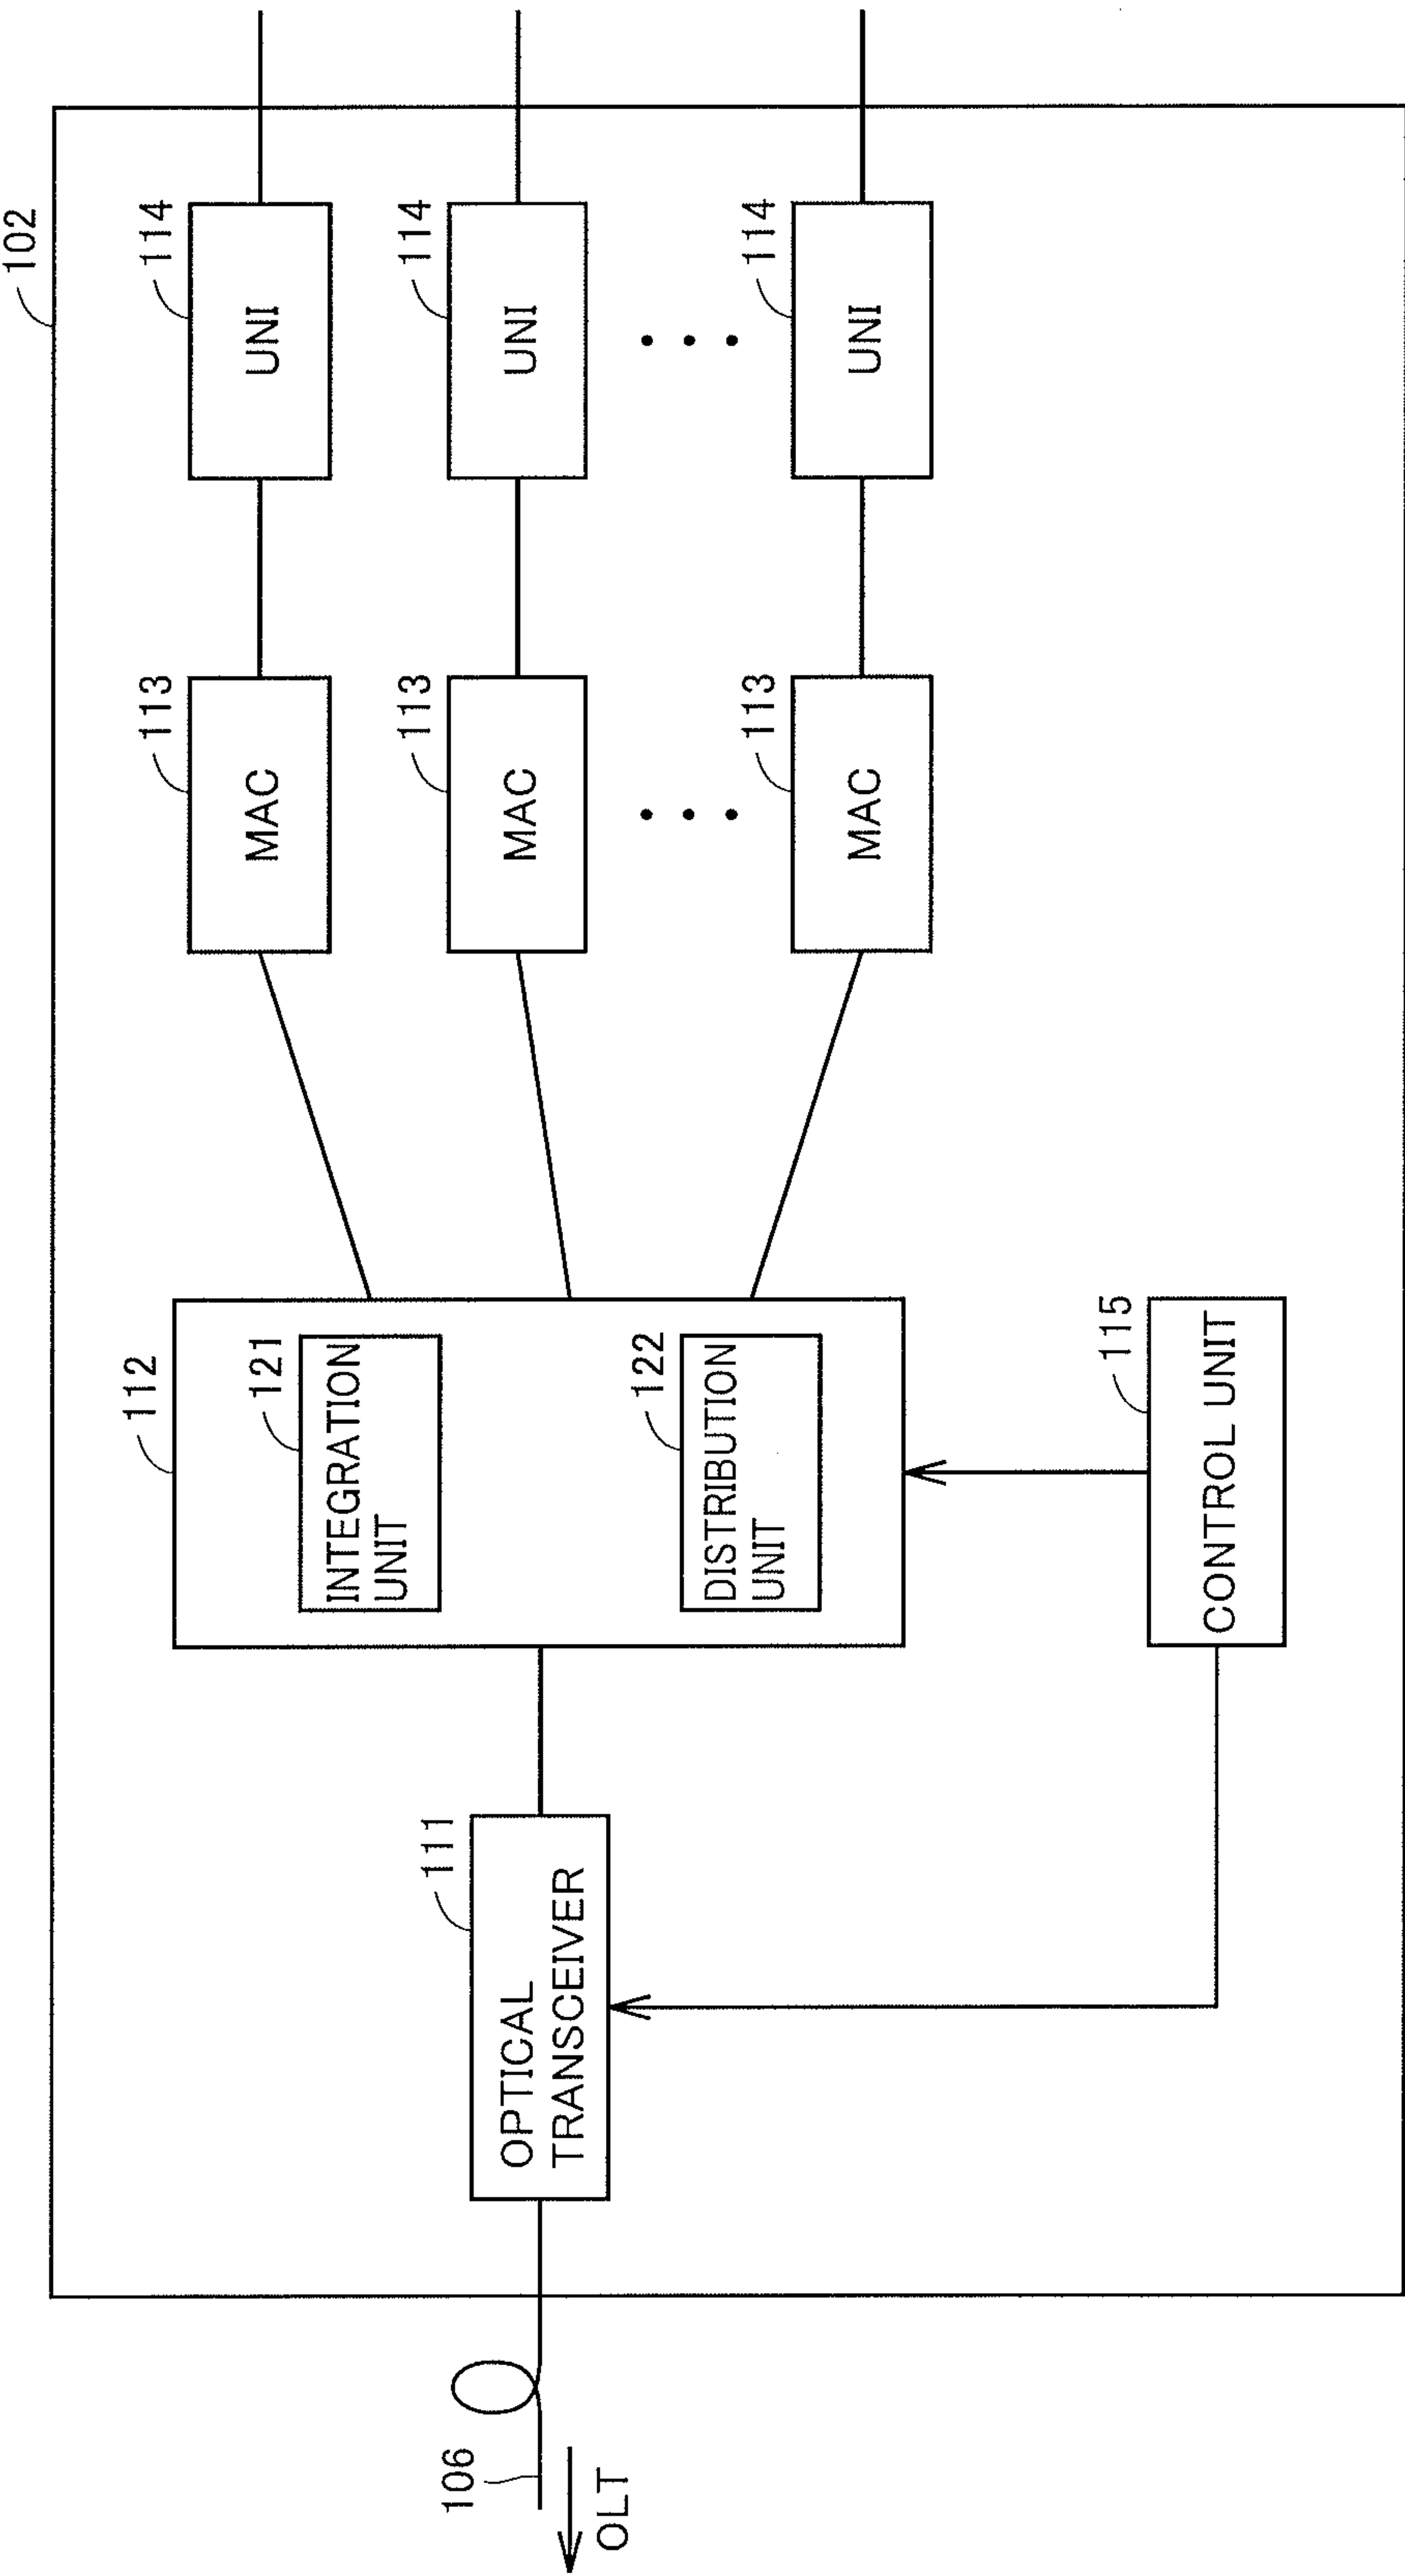 102
114
UNI
114
UNI
114
UNI
113
MAC
113
MAC
113
MAC
112
121
INTEGRATION
UNIT
122
DISTRIBUTION
UNIT
115
CONTROL UNIT
111
OPTICAL
TRANSCEIVER
106
OLT